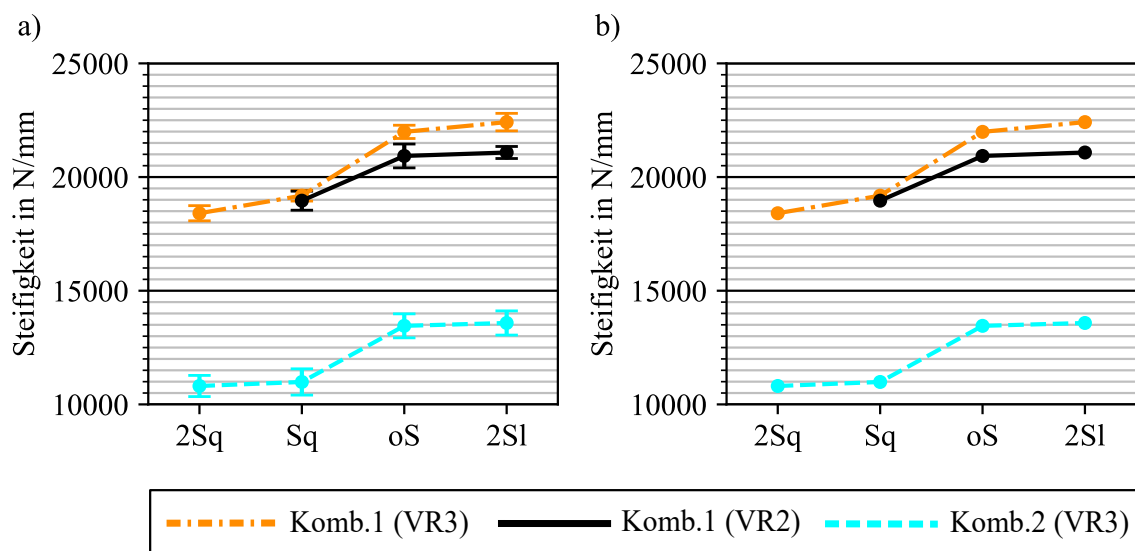 a)
b)
Steifigkeit in N/mm
25000
20000
15000
10000
2Sq Sq oS 2Sl
Steifigkeit in N/mm
25000
20000
15000
10000
2Sq Sq oS 2Sl
Komb.1 (VR3) Komb.1 (VR2) Komb.2 (VR3)